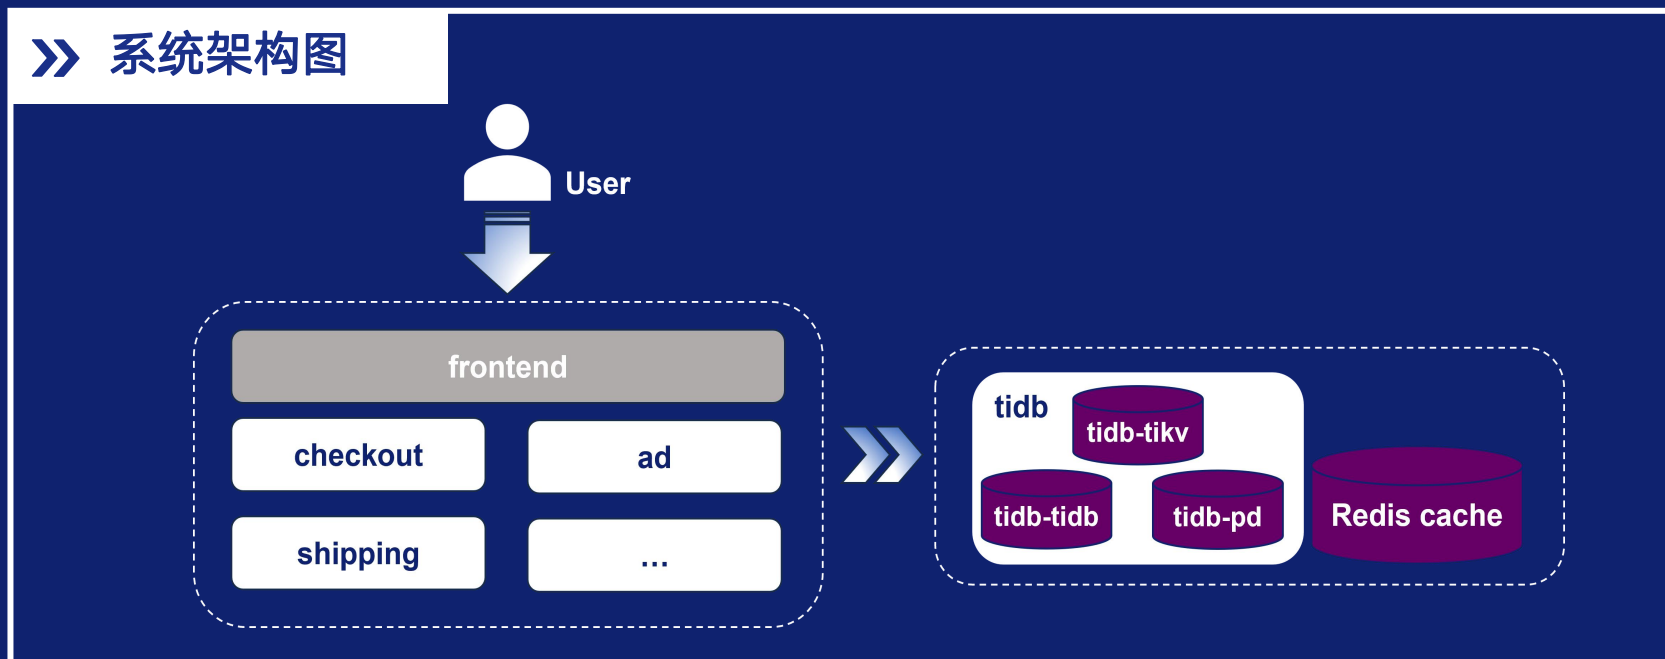 系统架构图
User
frontend
checkout
ad
shipping
...
tidb
tidb-tikv
tidb-tidb
tidb-pd
Redis cache